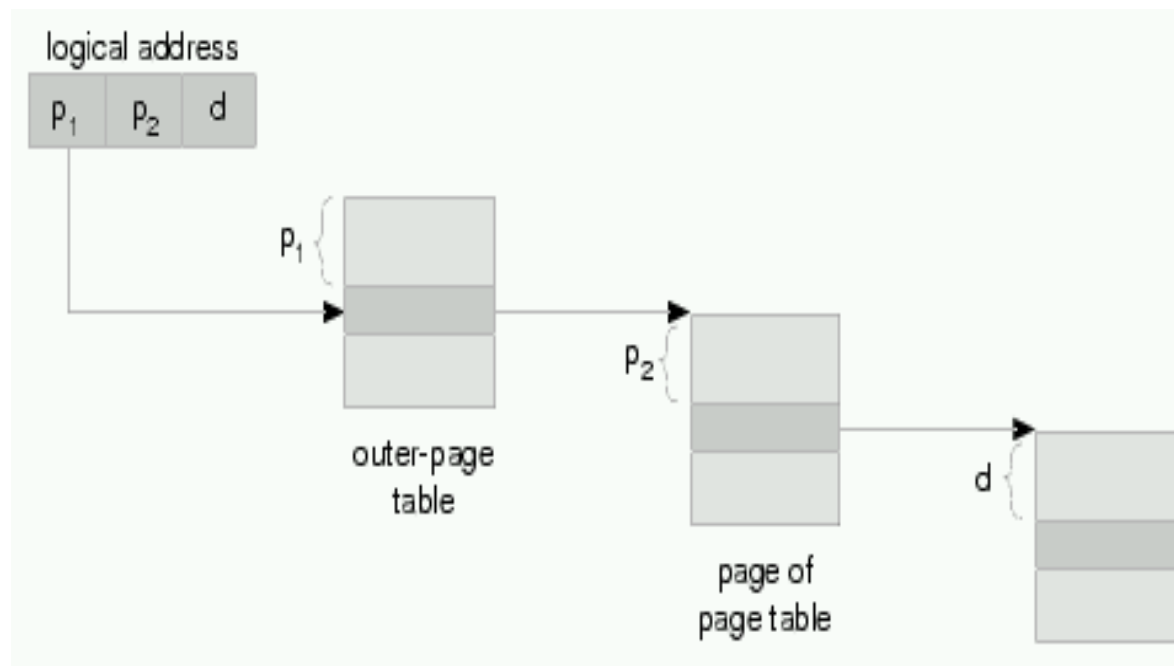 logical address
p₁ p₂ d
p₁
outer-page
table
p₂
page of
page table
d